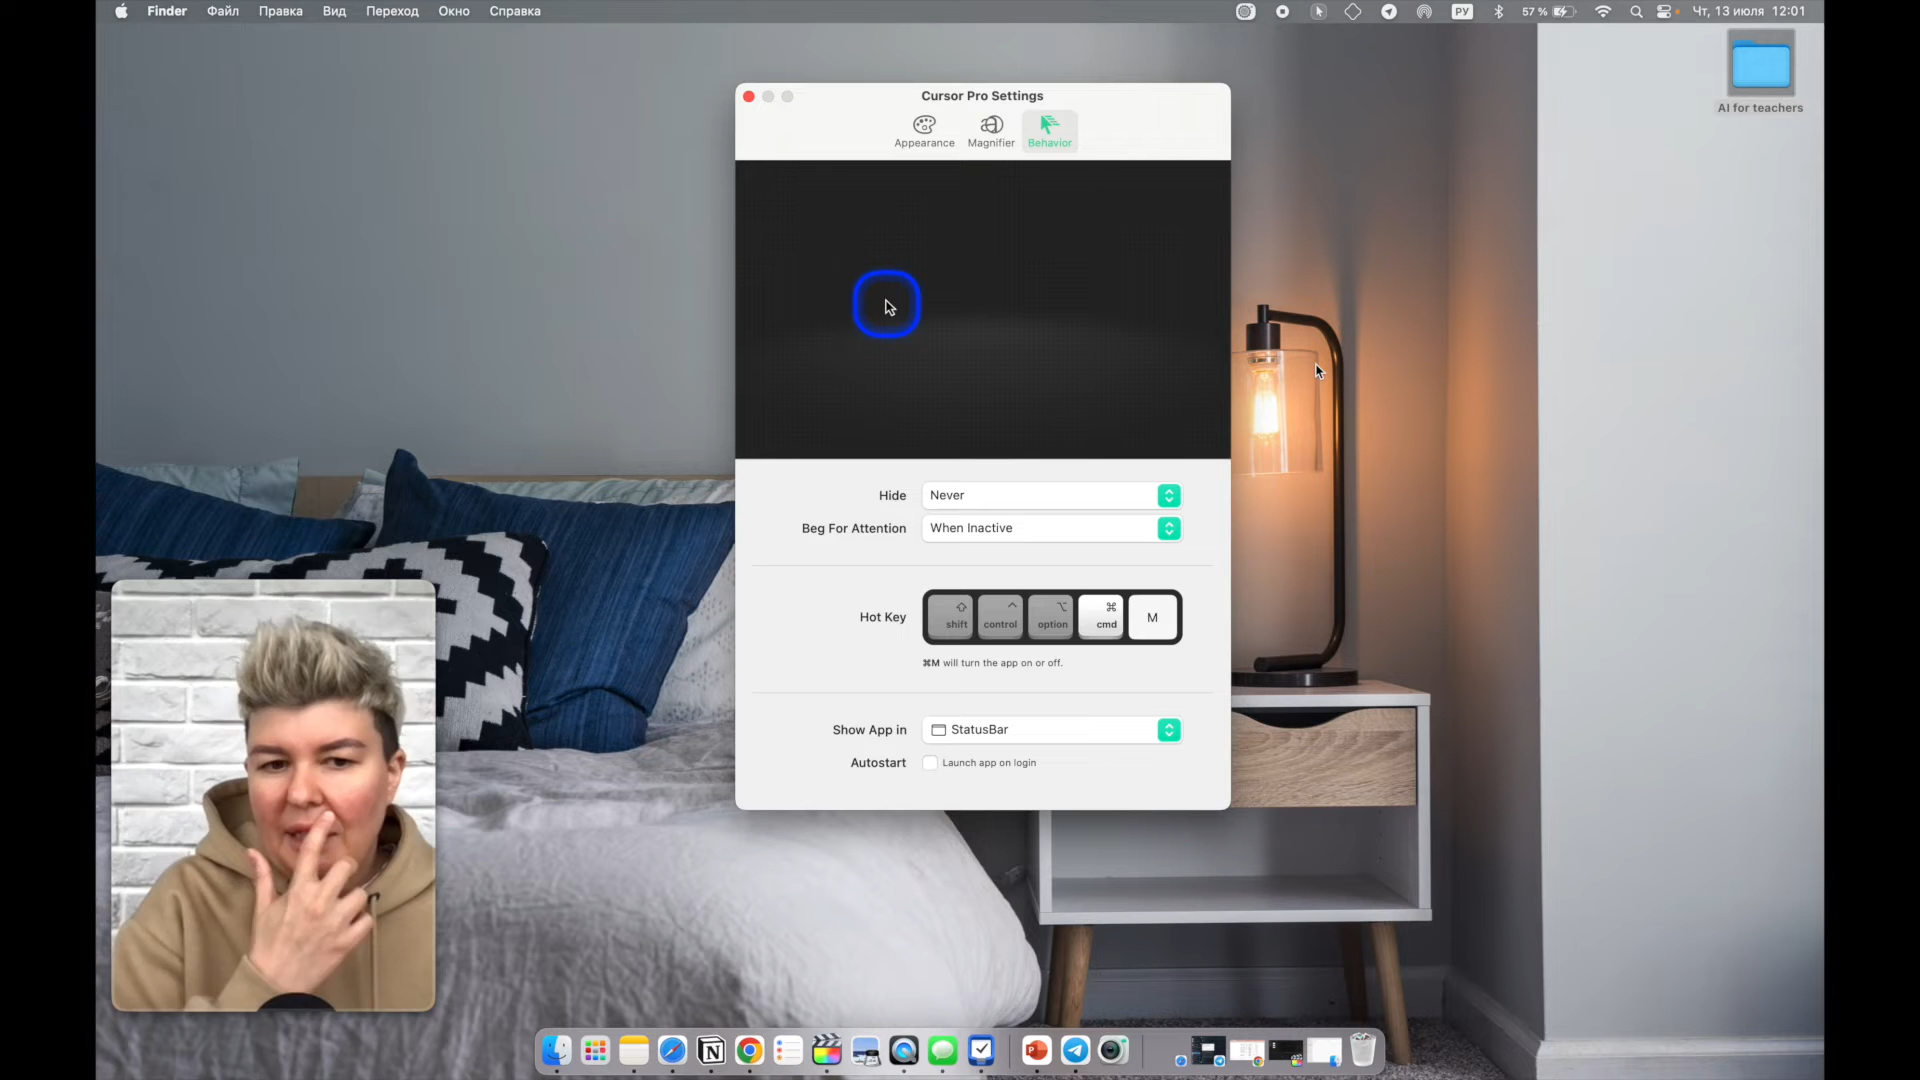 Finder Файл Правка Вид Переход Окно Справка
РУ 57 % Чт, 13 июля 12:01
AI for teachers
Cursor Pro Settings
Appearance Magnifier Behavior
Hide Never
Beg For Attention When Inactive
Hot Key shift control option cmd M
⌘M will turn the app on or off.
Show App in StatusBar
Autostart Launch app on login